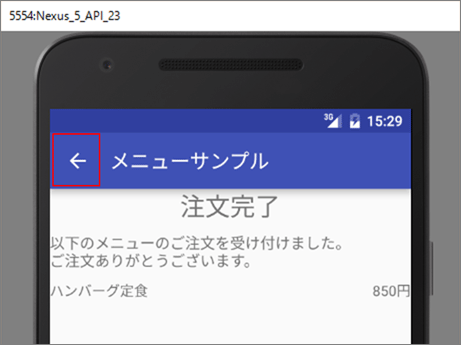 5554:Nexus_5_API_23
3G 15:29
メニューサンプル
注文完了
以下のメニューのご注文を受け付けました。
ご注文ありがとうございます。
ハンバーグ定食 850円